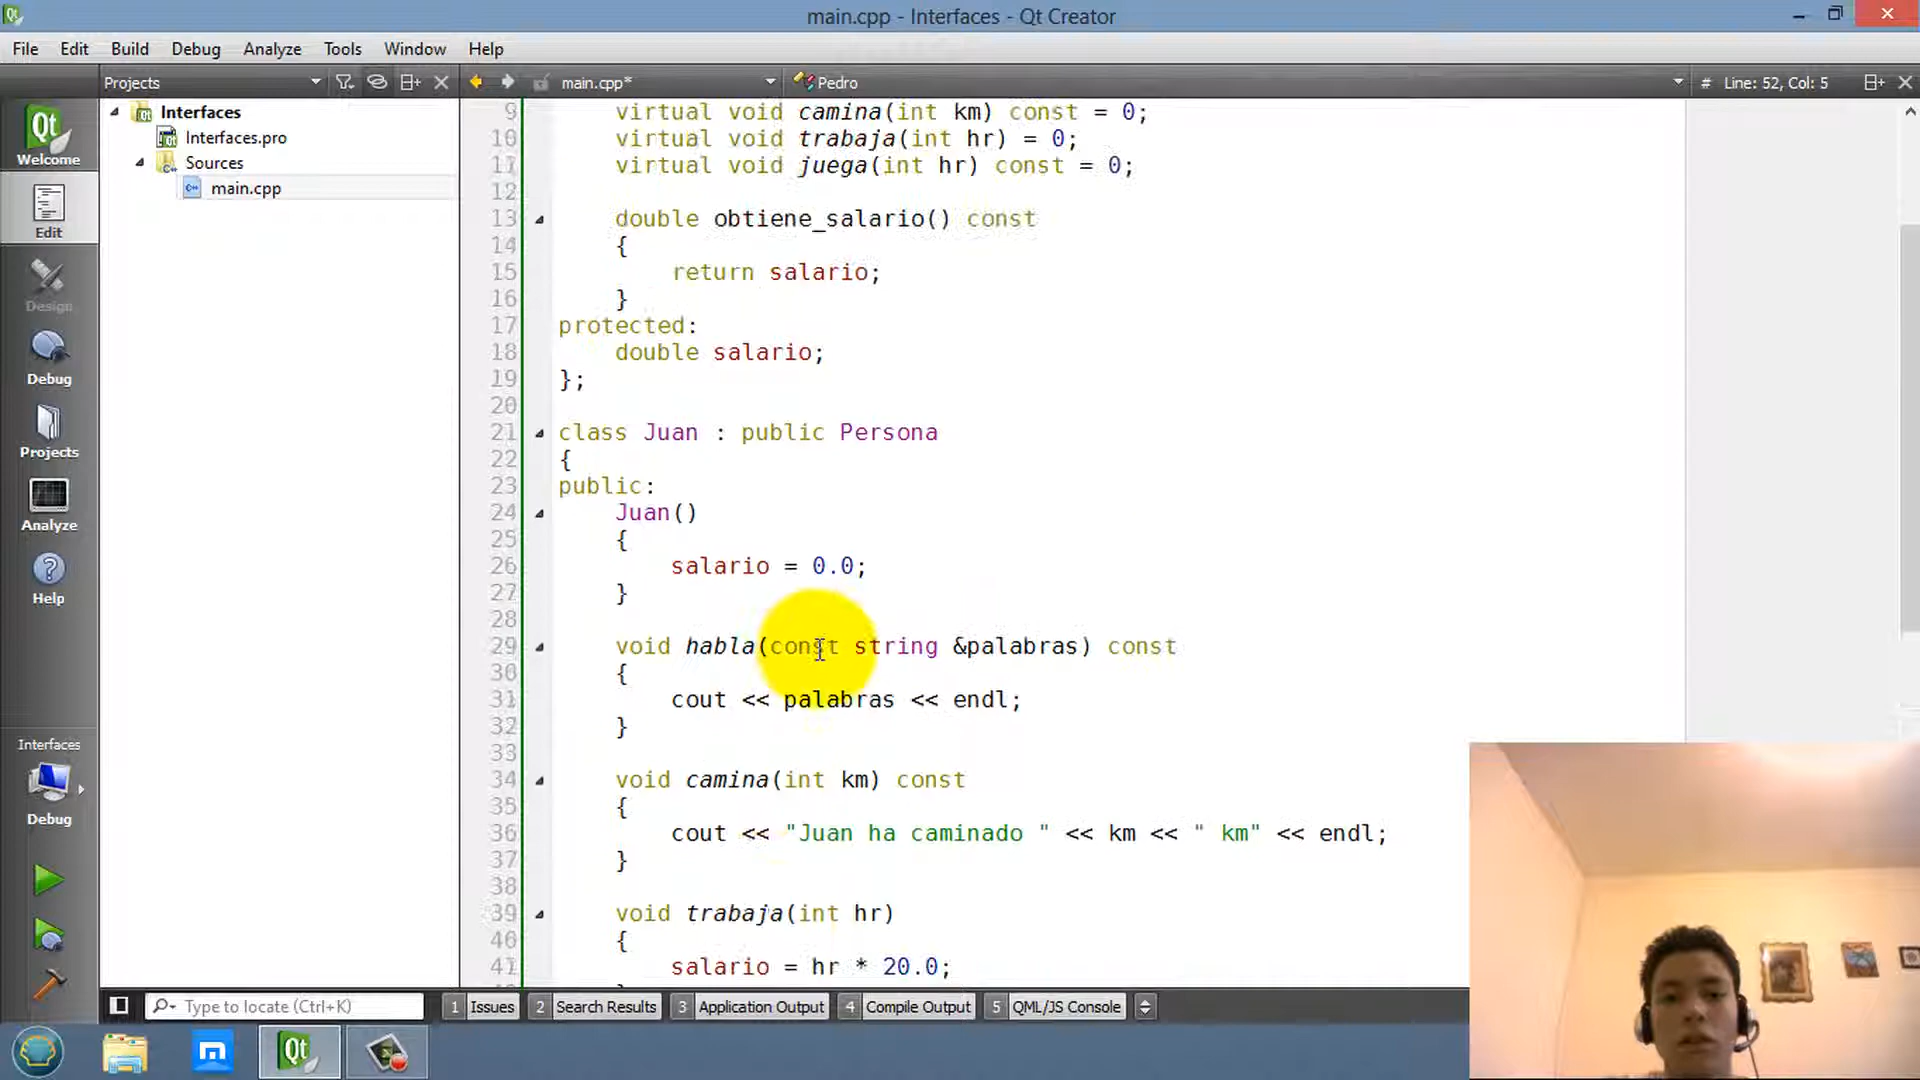 main.cpp - Interfaces - Qt Creator
File Edit Build Debug Analyze Tools Window Help
Projects
main.cpp*
Pedro
# Line: 52, Col: 5
Qt
Welcome
Edit
Design
Debug
Projects
Analyze
Help
Interfaces
Debug
Interfaces
Interfaces.pro
Sources
main.cpp
9 virtual void camina(int km) const = 0;
10 virtual void trabaja(int hr) = 0;
11 virtual void juega(int hr) const = 0;
12
13 double obtiene_salario() const
14 {
15 return salario;
16 }
17 protected:
18 double salario;
19 };
20
21 class Juan : public Persona
22 {
23 public:
24 Juan()
25 {
26 salario = 0.0;
27 }
28
29 void habla(const string &palabras) const
30 {
31 cout << palabras << endl;
32 }
33
34 void camina(int km) const
35 {
36 cout << "Juan ha caminado " << km << " km" << endl;
37 }
38
39 void trabaja(int hr)
40 {
41 salario = hr * 20.0;
Type to locate (Ctrl+K)
1 Issues 2 Search Results 3 Application Output 4 Compile Output 5 QML/JS Console
Qt